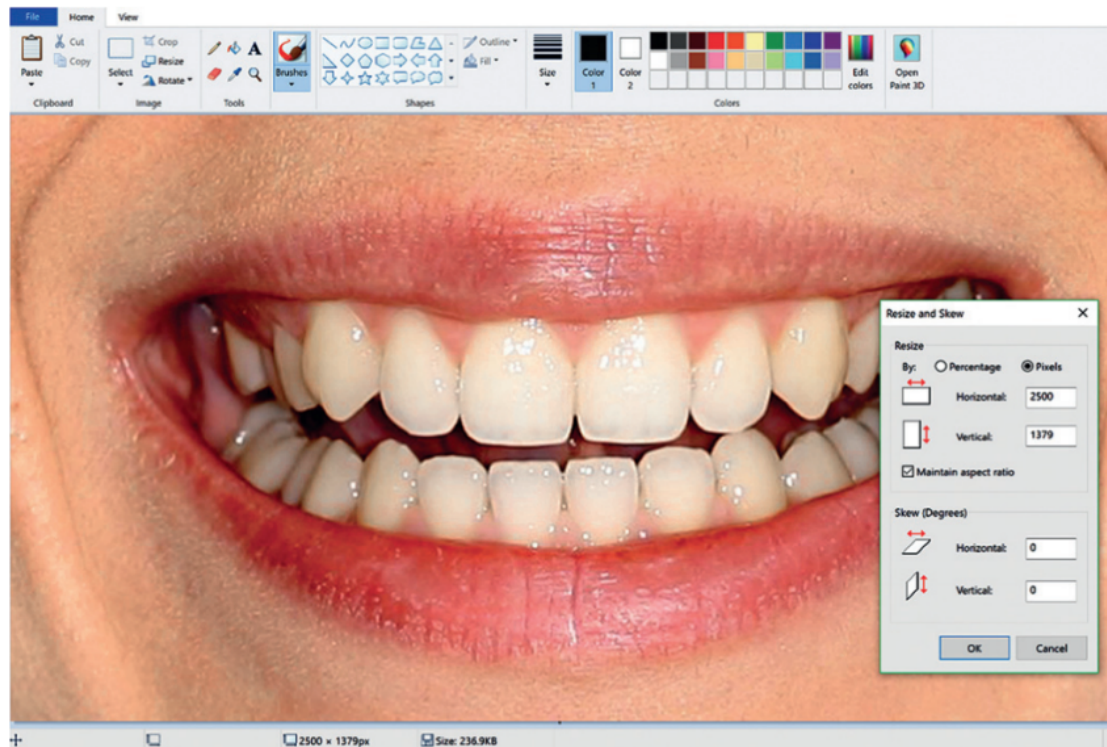 File Home View
Cut
Copy
Paste
Clipboard
Select
Crop
Resize
Rotate
Image
A
Tools
Brushes
Outline
Fill
Shapes
Size
Color
1
Color
2
Edit
colors
Colors
Open
Paint 3D
Resize and Skew
Resize
By: Percentage Pixels
Horizontal: 2500
Vertical: 1379
Maintain aspect ratio
Skew (Degrees)
Horizontal: 0
Vertical: 0
OK Cancel
2500 × 1379px Size: 236.9KB